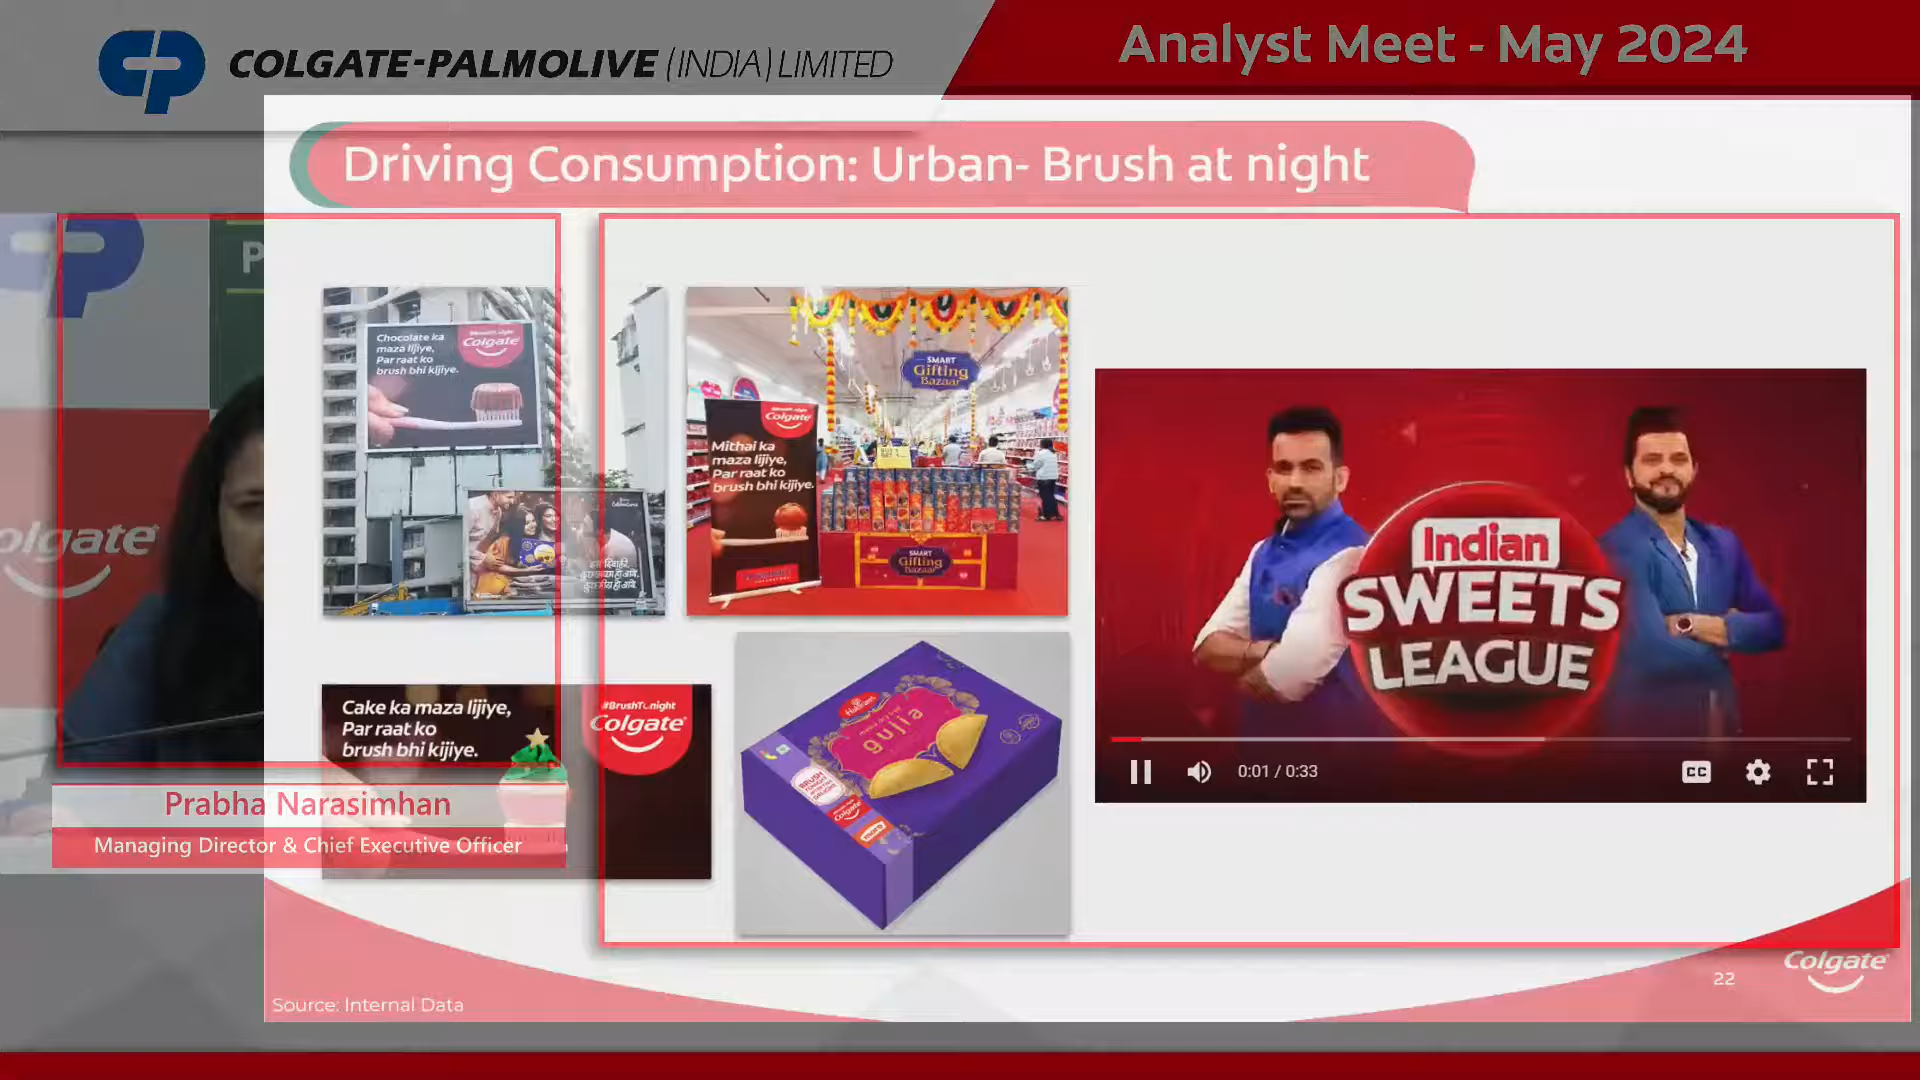 COLGATE-PALMOLIVE (INDIA) LIMITED
Analyst Meet - May 2024
Driving Consumption: Urban- Brush at night
P
olgate
Chocolate ka
maza lijiye,
Par raat ko
brush bhi kijiye.
Colgate
SMART
Gifting
Bazaar
Colgate
Mithai ka
maza lijiye,
Par raat ko
brush bhi kijiye.
SMART
Gifting
Bazaar
Indian
SWEETS
LEAGUE
0:01 / 0:33
CC
Cake ka maza lijiye,
Par raat ko
brush bhi kijiye.
#BrushTonight
Colgate
gujia
BRUSH
Colgate
Prabha Narasimhan
Managing Director & Chief Executive Officer
Source: Internal Data
22
Colgate